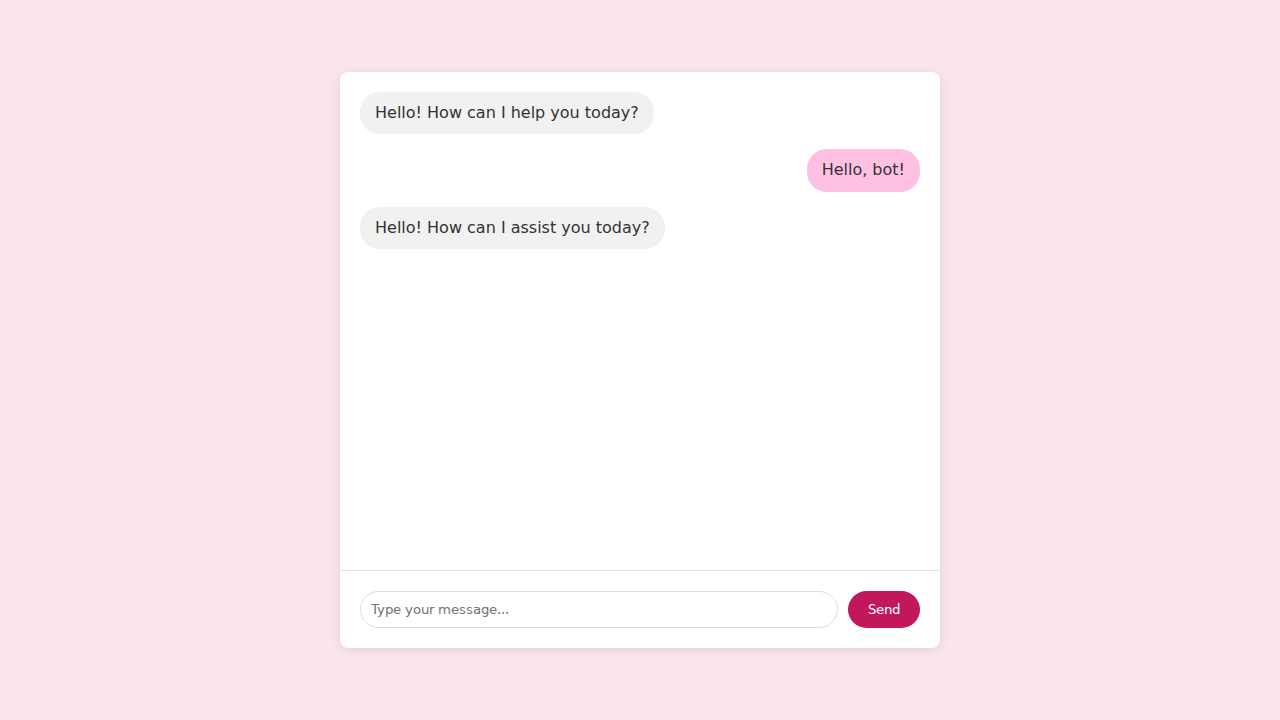 Hello! How can I help you today?
Hello, bot!
Hello! How can I assist you today?
Type your message...
Send